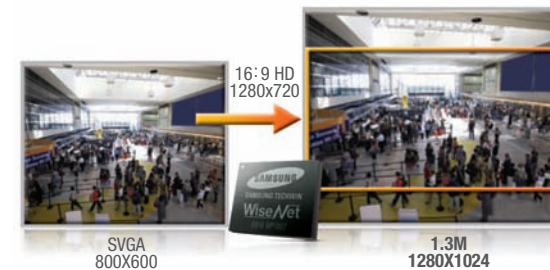 16:9 HD
1280x720
SAMSUNG
SAMSUNG TECHWIN
WiseNet
SVGA
800X600
1.3M
1280X1024